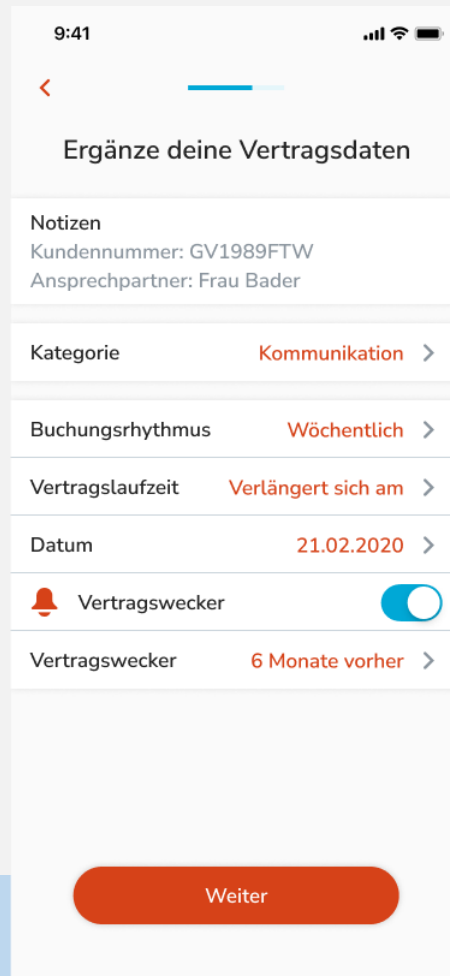 9:41
Ergänze deine Vertragsdaten
Notizen
Kundennummer: GV1989FTW
Ansprechpartner: Frau Bader
Kategorie Kommunikation
Buchungsrhythmus Wöchentlich
Vertragslaufzeit Verlängert sich am
Datum 21.02.2020
Vertragswecker
Vertragswecker 6 Monate vorher
Weiter